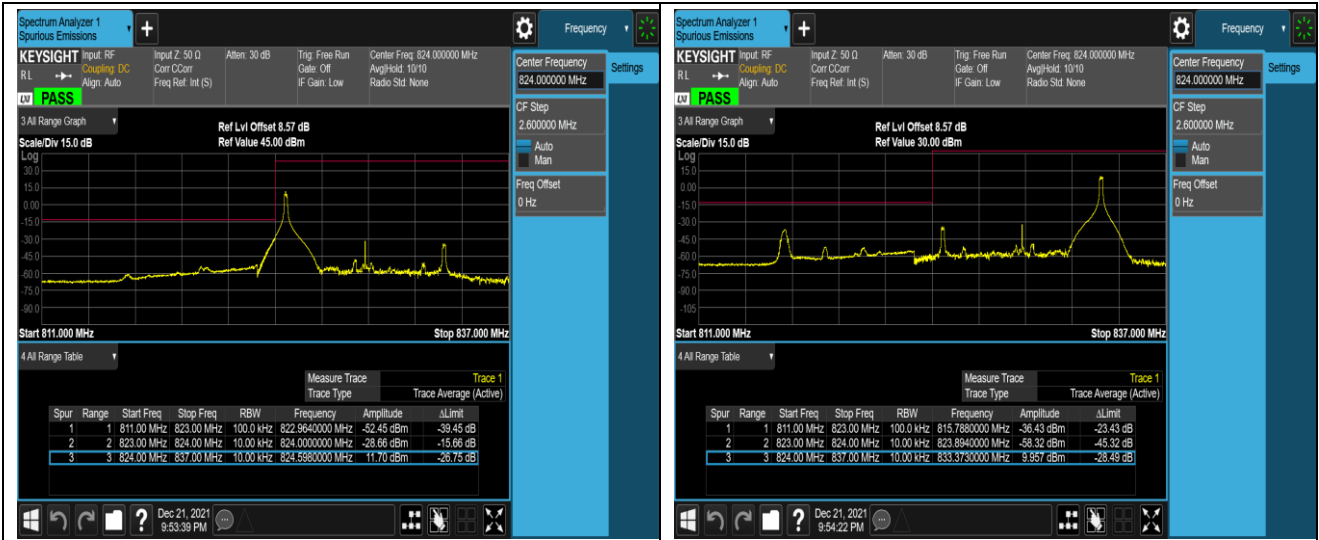 Spectrum Analyzer 1
Spurious Emissions
+
Frequency
KEYSIGHT Input: RF Input Z: 50 Ω Atten: 30 dB Trig: Free Run Center Freq: 824.000000 MHz
Coupling: DC Corr CCorr Gate: Off Avg|Hold: 10/10
R L Align: Auto Freq Ref: Int (S) IF Gain: Low Radio Std: None
LXI PASS
Center Frequency
824.000000 MHz
Settings
CF Step
2.600000 MHz
Auto
Man
Freq Offset
0 Hz
3 All Range Graph
Ref Lvl Offset 8.57 dB
Scale/Div 15.0 dB Ref Value 45.00 dBm
Log
30.0
15.0
0.00
-15.0
-30.0
-45.0
-60.0
-75.0
-90.0
Start 811.000 MHz Stop 837.000 MHz
4 All Range Table
Measure Trace Trace 1
Trace Type Trace Average (Active)
Spur Range Start Freq Stop Freq RBW Frequency Amplitude ΔLimit
1 1 811.00 MHz 823.00 MHz 100.0 kHz 822.9640000 MHz -52.45 dBm -39.45 dB
2 2 823.00 MHz 824.00 MHz 10.00 kHz 824.0000000 MHz -28.66 dBm -15.66 dB
3 3 824.00 MHz 837.00 MHz 10.00 kHz 824.5980000 MHz 11.70 dBm -26.75 dB
?
Dec 21, 2021
9:53:39 PM
Spectrum Analyzer 1
Spurious Emissions
+
Frequency
KEYSIGHT Input: RF Input Z: 50 Ω Atten: 30 dB Trig: Free Run Center Freq: 824.000000 MHz
Coupling: DC Corr CCorr Gate: Off Avg|Hold: 10/10
R L Align: Auto Freq Ref: Int (S) IF Gain: Low Radio Std: None
LXI PASS
Center Frequency
824.000000 MHz
Settings
CF Step
2.600000 MHz
Auto
Man
Freq Offset
0 Hz
3 All Range Graph
Ref Lvl Offset 8.57 dB
Scale/Div 15.0 dB Ref Value 30.00 dBm
Log
15.0
0.00
-15.0
-30.0
-45.0
-60.0
-75.0
-90.0
-105
Start 811.000 MHz Stop 837.000 MHz
4 All Range Table
Measure Trace Trace 1
Trace Type Trace Average (Active)
Spur Range Start Freq Stop Freq RBW Frequency Amplitude ΔLimit
1 1 811.00 MHz 823.00 MHz 100.0 kHz 815.7880000 MHz -36.43 dBm -23.43 dB
2 2 823.00 MHz 824.00 MHz 10.00 kHz 823.8940000 MHz -58.32 dBm -45.32 dB
3 3 824.00 MHz 837.00 MHz 10.00 kHz 833.3730000 MHz 9.957 dBm -28.49 dB
?
Dec 21, 2021
9:54:22 PM